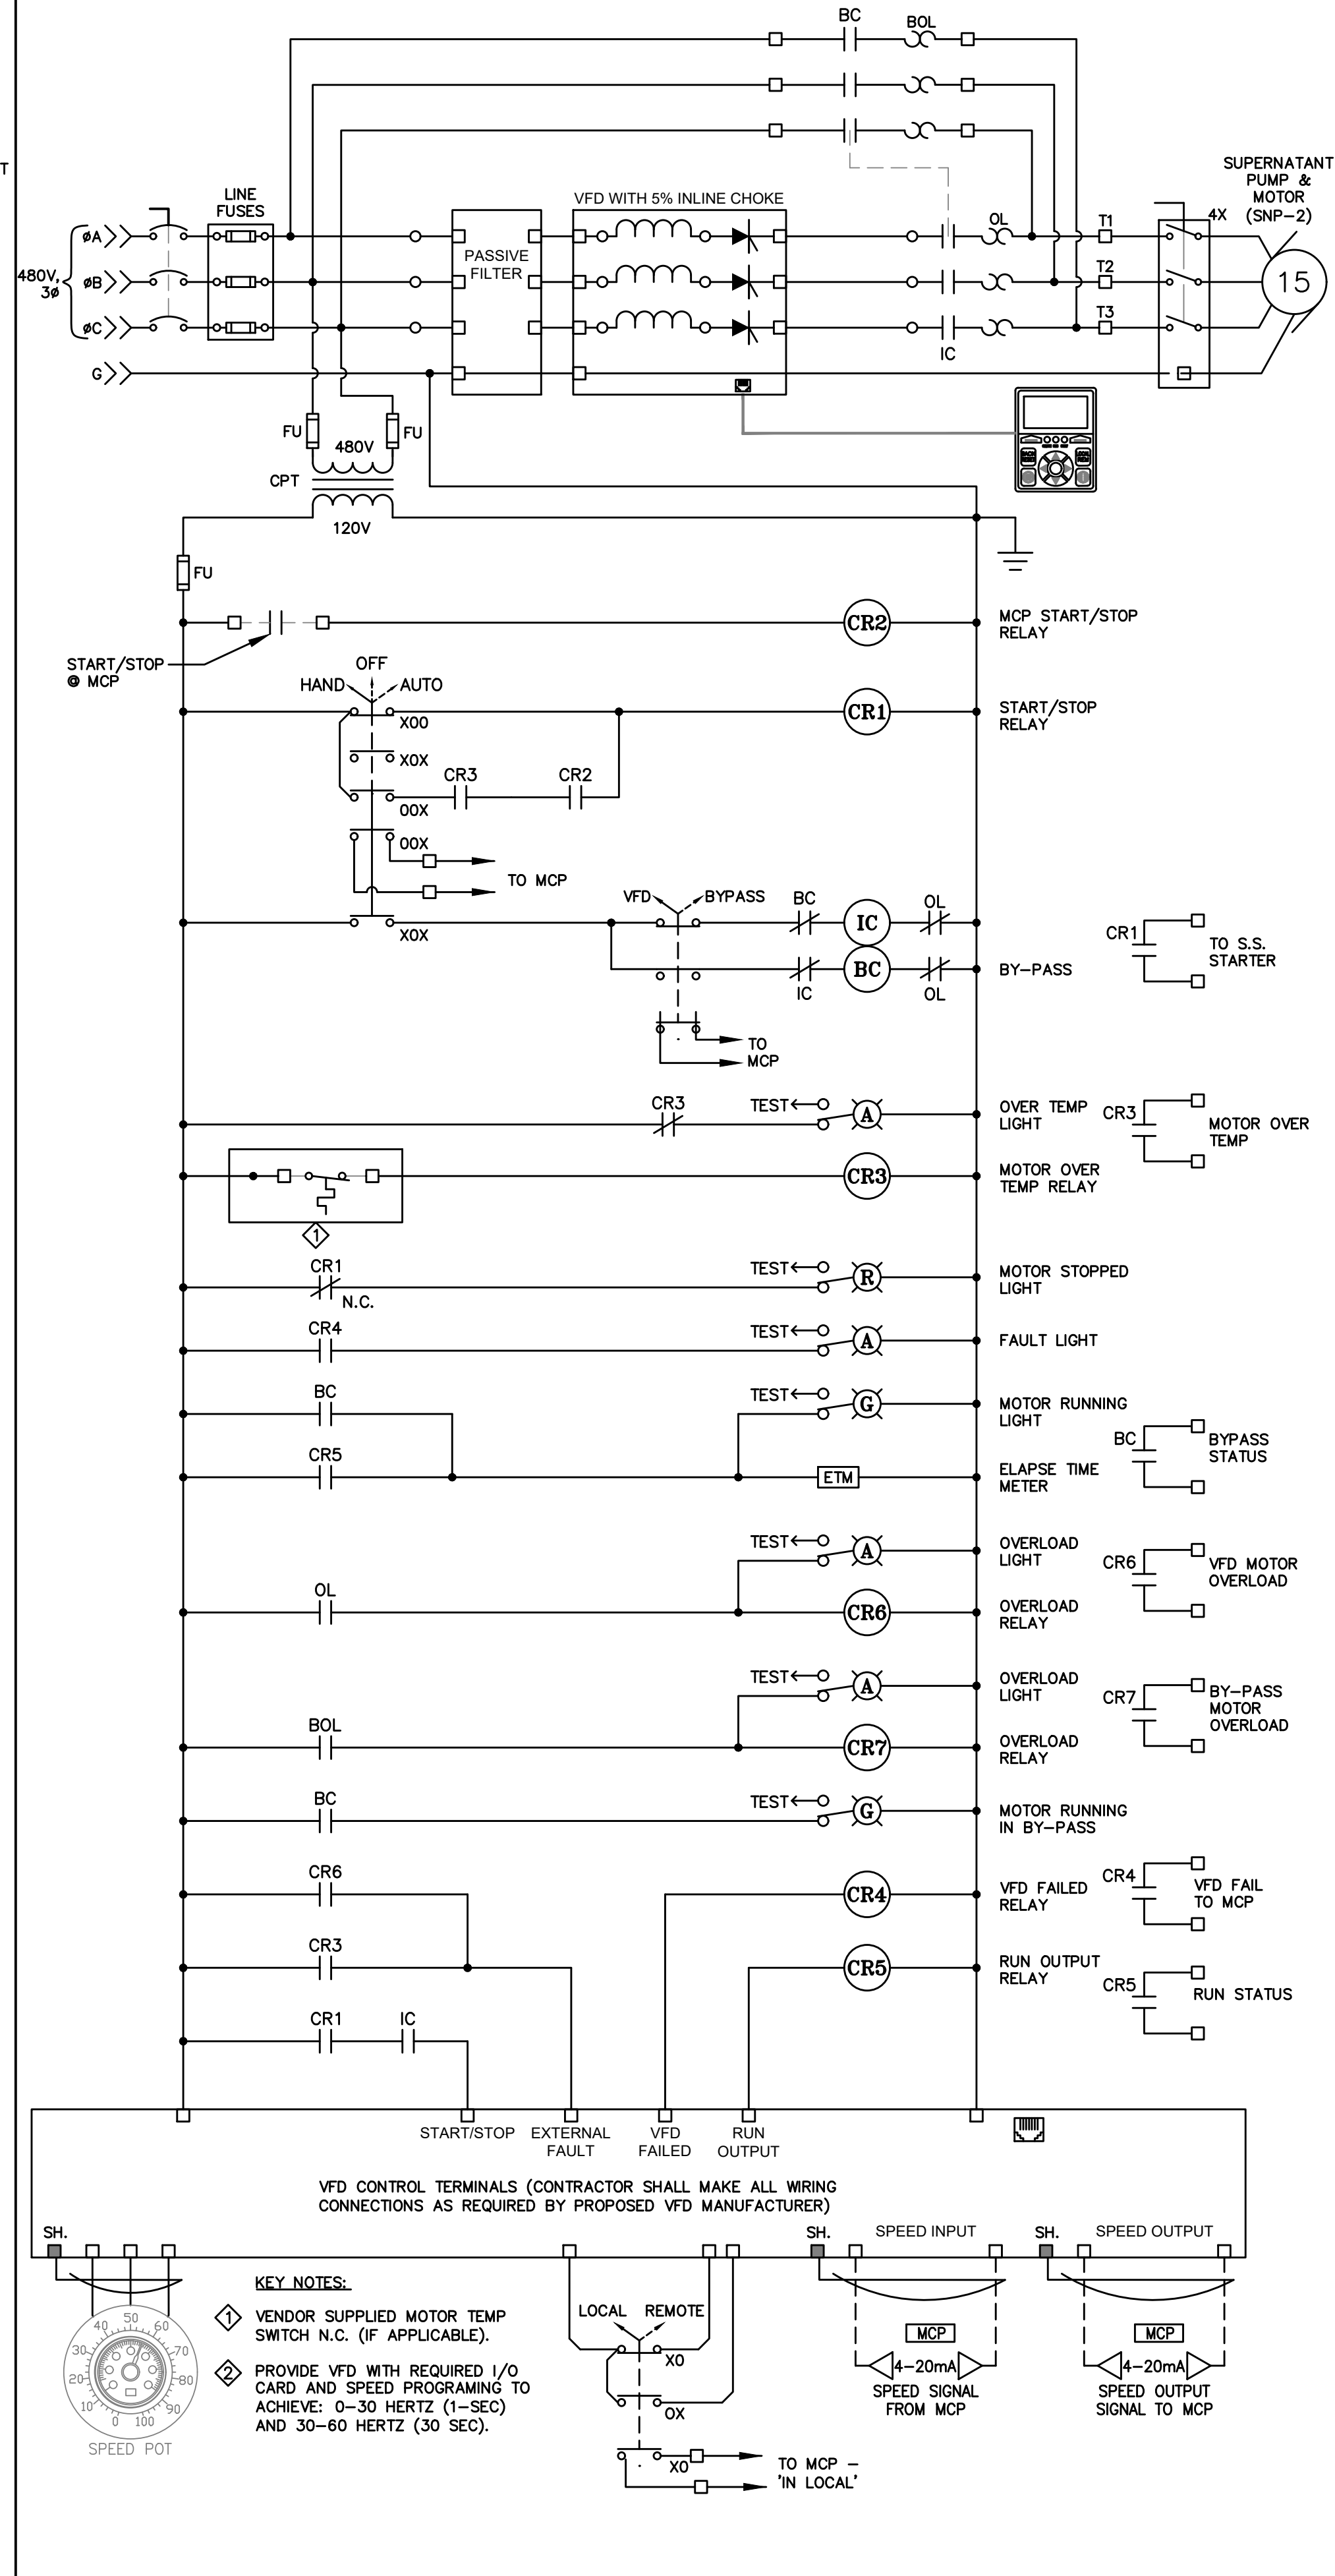 BC
BOL
T
LINE
FUSES
VFD WITH 5% INLINE CHOKE
SUPERNATANT
PUMP &
MOTOR
(SNP-2)
4X
480V,
3ø
øA
øB
øC
G
PASSIVE
FILTER
OL
T1
T2
T3
IC
15
FU
480V
FU
CPT
120V
FU
CR2
MCP START/STOP
RELAY
START/STOP
@ MCP
OFF
HAND
AUTO
X00
CR1
START/STOP
RELAY
X0X
CR3
CR2
00X
00X
TO MCP
X0X
VFD
BYPASS
BC
IC
OL
BC
IC
OL
BY-PASS
CR1
TO S.S.
STARTER
TO
MCP
CR3
TEST
A
OVER TEMP
LIGHT
CR3
MOTOR OVER
TEMP
1
CR3
MOTOR OVER
TEMP RELAY
CR1
N.C.
TEST
R
MOTOR STOPPED
LIGHT
CR4
TEST
A
FAULT LIGHT
BC
TEST
G
MOTOR RUNNING
LIGHT
BC
BYPASS
STATUS
CR5
ETM
ELAPSE TIME
METER
TEST
A
OVERLOAD
LIGHT
CR6
VFD MOTOR
OVERLOAD
OL
CR6
OVERLOAD
RELAY
TEST
A
OVERLOAD
LIGHT
CR7
BY-PASS
MOTOR
OVERLOAD
BOL
CR7
OVERLOAD
RELAY
BC
TEST
G
MOTOR RUNNING
IN BY-PASS
CR6
CR4
VFD FAILED
RELAY
CR4
VFD FAIL
TO MCP
CR3
CR5
RUN OUTPUT
RELAY
CR5
RUN STATUS
CR1
IC
START/STOP
EXTERNAL
FAULT
VFD
FAILED
RUN
OUTPUT
VFD CONTROL TERMINALS (CONTRACTOR SHALL MAKE ALL WIRING
CONNECTIONS AS REQUIRED BY PROPOSED VFD MANUFACTURER)
SH.
SH.
SPEED INPUT
SH.
SPEED OUTPUT
0
10
20
30
40
50
60
70
80
90
100
SPEED POT
KEY NOTES:
1
VENDOR SUPPLIED MOTOR TEMP
SWITCH N.C. (IF APPLICABLE).
2
PROVIDE VFD WITH REQUIRED I/O
CARD AND SPEED PROGRAMING TO
ACHIEVE: 0-30 HERTZ (1-SEC)
AND 30-60 HERTZ (30 SEC).
LOCAL
REMOTE
X0
0X
X0
TO MCP -
'IN LOCAL'
MCP
4-20mA
SPEED SIGNAL
FROM MCP
MCP
4-20mA
SPEED OUTPUT
SIGNAL TO MCP